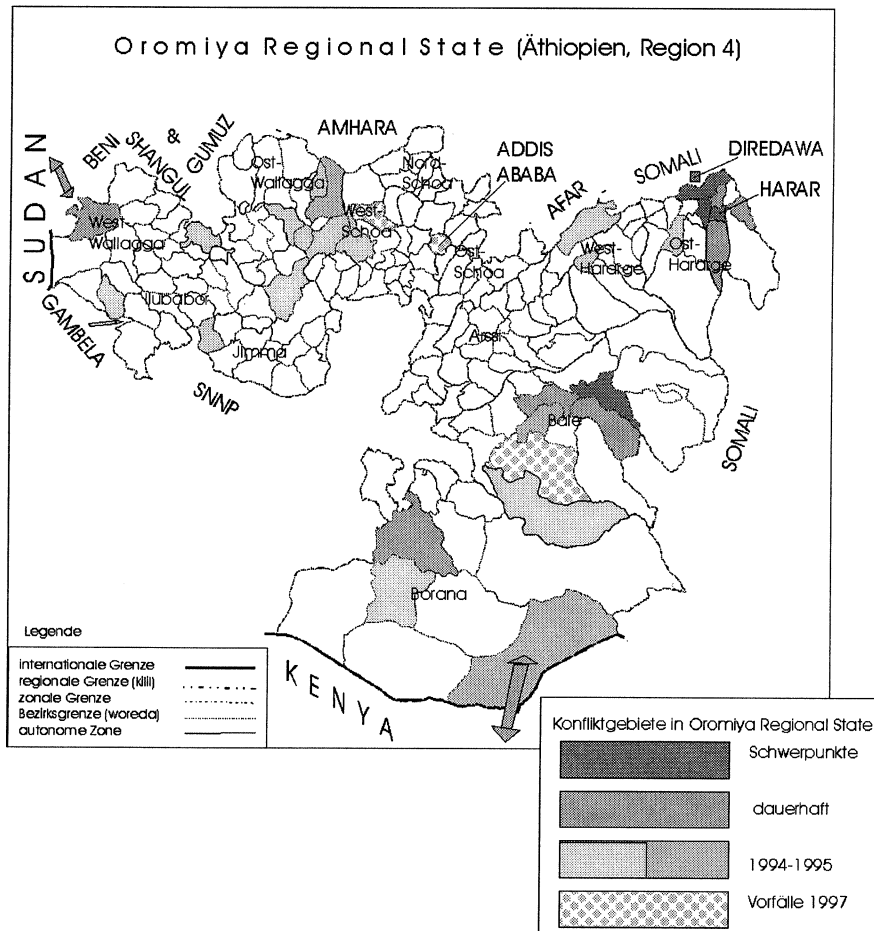 Oromiya Regional State (Äthiopien, Region 4)
SUDAN
BENI
SHANGUL
&
GUMUZ
AMHARA
ADDIS
ABABA
AFAR
SOMALI
DIREDAWA
HARAR
Ost-
Wallagga
Nord-
Schoa
West-
Wallagga
West-
Schoa
Ost
Schoa
West-
Hararge
Ost-
Hararge
GAMBELA
Ilubabor
Jimma
Arssi
SNNP
Bale
SOMALI
Borana
KENYA
Legende
internationale Grenze
regionale Grenze (killi)
zonale Grenze
Bezirksgrenze (woreda)
autonome Zone
Konfliktgebiete in Oromiya Regional State
Schwerpunkte
dauerhaft
1994-1995
Vorfälle 1997